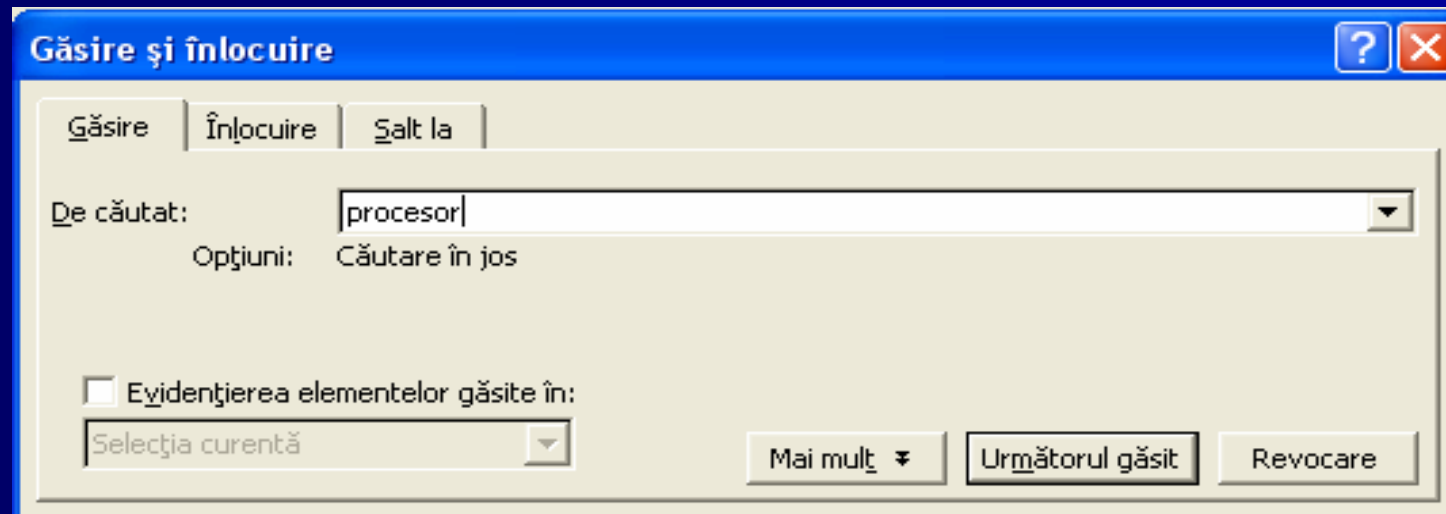 Găsire şi înlocuire
Găsire Înlocuire Salt la
De căutat: procesor
Opţiuni: Căutare în jos
Evidenţierea elementelor găsite în:
Selecţia curentă
Mai mult Următorul găsit Revocare